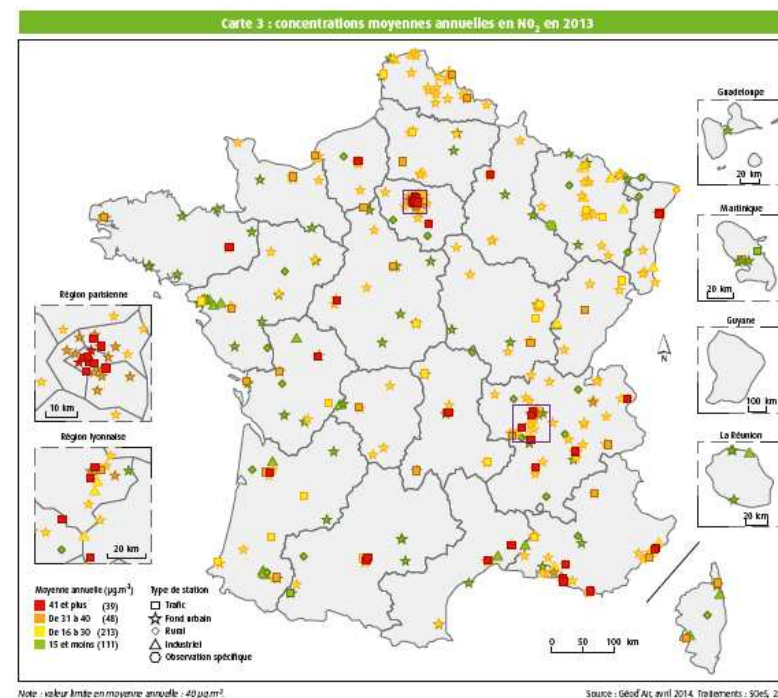 Carte 3 : concentrations moyennes annuelles en NO₂ en 2013
Guadeloupe
20 km
Martinique
20 km
Guyane
100 km
La Réunion
20 km
Région parisienne
10 km
Région lyonnaise
20 km
N
Moyenne annuelle (µg.m⁻³)
41 et plus (39)
De 31 à 40 (48)
De 16 à 30 (213)
15 et moins (111)
Type de station
Trafic
Fond urbain
Rural
Industriel
Observation spécifique
0 50 100 km
Note : valeur limite en moyenne annuelle : 40 µg.m³.
Source : Géod'Air, avril 2014. Traitements : SOeS, 2